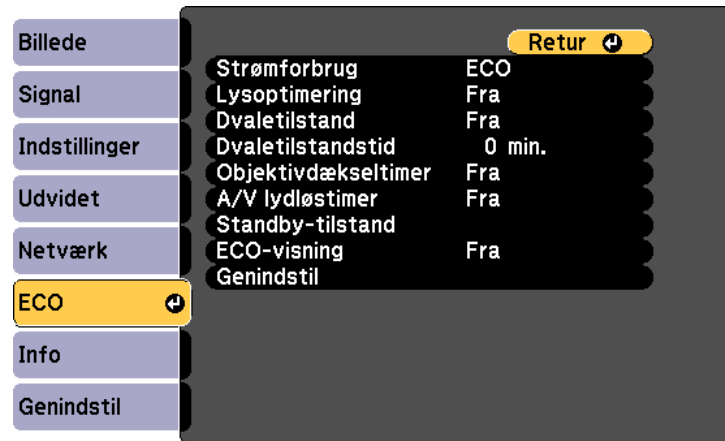 Billede
Signal
Indstillinger
Udvidet
Netværk
ECO
Info
Genindstil
Retur
Strømforbrug ECO
Lysoptimering Fra
Dvaletilstand Fra
Dvaletilstandstid 0 min.
Objektivdækseltimer Fra
A/V lydløstimer Fra
Standby-tilstand
ECO-visning Fra
Genindstil